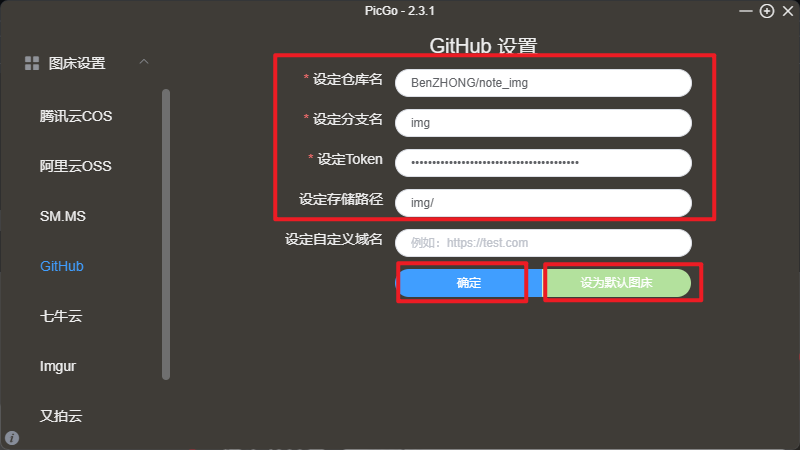 PicGo - 2.3.1
图床设置
腾讯云COS
阿里云OSS
SM.MS
GitHub
七牛云
Imgur
又拍云
GitHub 设置
* 设定仓库名
BenZHONG/note_img
* 设定分支名
img
* 设定Token
设定存储路径
img/
设定自定义域名
例如：https://test.com
确定
设为默认图床